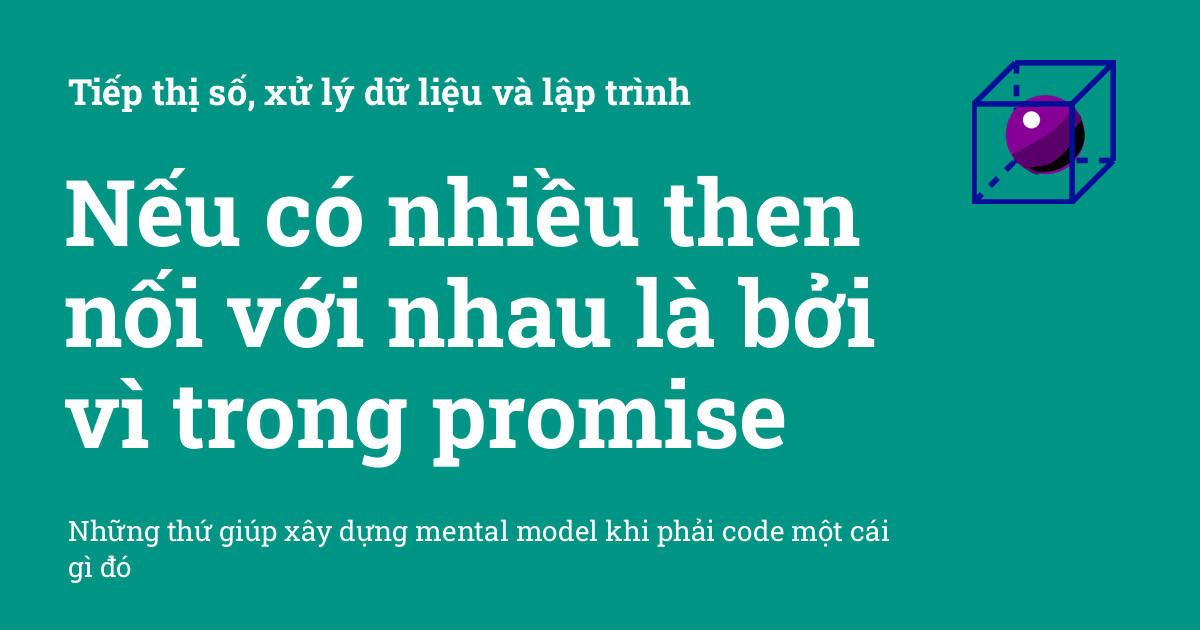 Tiếp thị số, xử lý dữ liệu và lập trình
Nếu có nhiều then
nối với nhau là bởi
vì trong promise
Những thứ giúp xây dựng mental model khi phải code một cái
gì đó